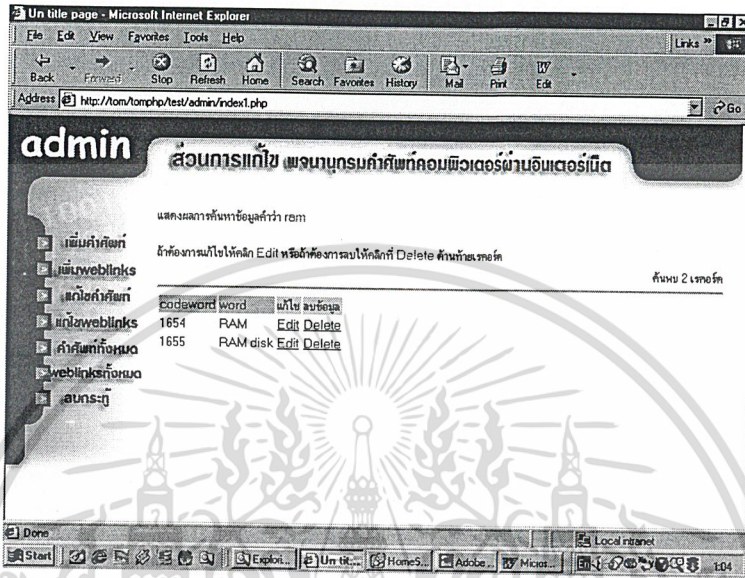 Un title page - Microsoft Internet Explorer
File Edit View Favorites Tools Help
Links »
Back Forward Stop Refresh Home Search Favorites History Mail Print Edit
Address http://tom/tomphp/test/admin/index1.php Go
admin
ส่วนการแก้ไข พจนานุกรมคำศัพท์คอมพิวเตอร์ผ่านอินเตอร์เน็ต
แสดงผลการค้นหาข้อมูลคำว่า ram
ถ้าต้องการแก้ไขให้คลิก Edit หรือถ้าต้องการลบให้คลิกที่ Delete ด้านท้ายเรคอร์ด
ค้นพบ 2 เรคอร์ด
เพิ่มคำศัพท์
เพิ่มweblinks
แก้ไขคำศัพท์
แก้ไขweblinks
คำศัพท์ทั้งหมด
weblinksทั้งหมด
ลบกระทู้
codeword word แก้ไข ลบข้อมูล
1654 RAM Edit Delete
1655 RAM disk Edit Delete
Done
Local intranet
Start Explori... Un tit... HomeS... Adobe... Micros... 1:04